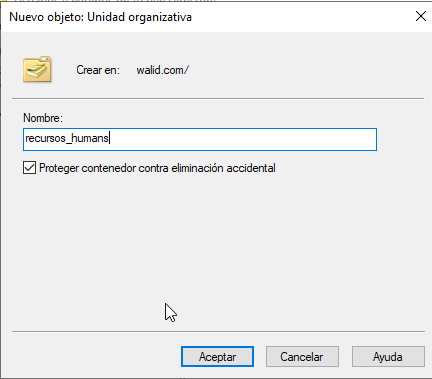 Nuevo objeto: Unidad organizativa
Crear en: walid.com/
Nombre:
recursos_humans
Proteger contenedor contra eliminación accidental
Aceptar Cancelar Ayuda